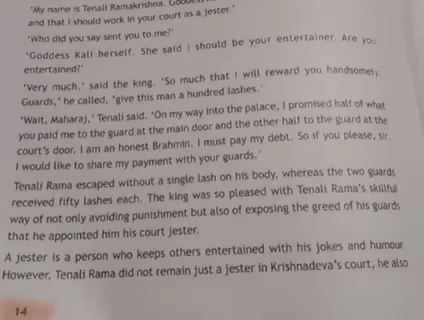 'My name is Tenali Ramakrishna.
and that I should work in your court as a jester.'
'Who did you say sent you to me?'
'Goddess Kali herself. She said I should be your entertainer. Are you
entertained?'
'Very much,' said the king. 'So much that I will reward you handsomely.
Guards,' he called, 'give this man a hundred lashes.'
'Wait, Maharaj,' Tenali said. 'On my way into the palace, I promised half of what
you paid me to the guard at the main door and the other half to the guard at the
court's door. I am an honest Brahmin, I must pay my debt. So if you please, sir
I would like to share my payment with your guards.'
Tenali Rama escaped without a single lash on his body, whereas the two guards
received fifty lashes each. The king was so pleased with Tenali Rama's skillful
way of not only avoiding punishment but also of exposing the greed of his guards
that he appointed him his court jester.
A jester is a person who keeps others entertained with his jokes and humour
However, Tenali Rama did not remain just a jester in Krishnadeva's court, he also
14